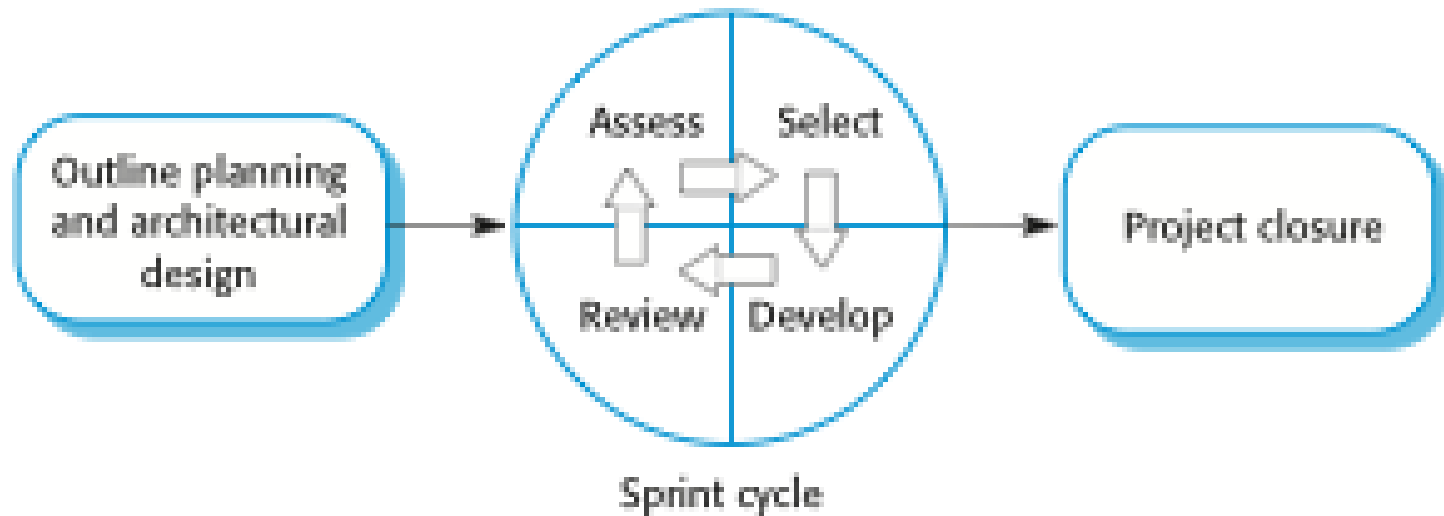 Outline planning
and architectural
design
Assess
Select
Review
Develop
Project closure
Sprint cycle